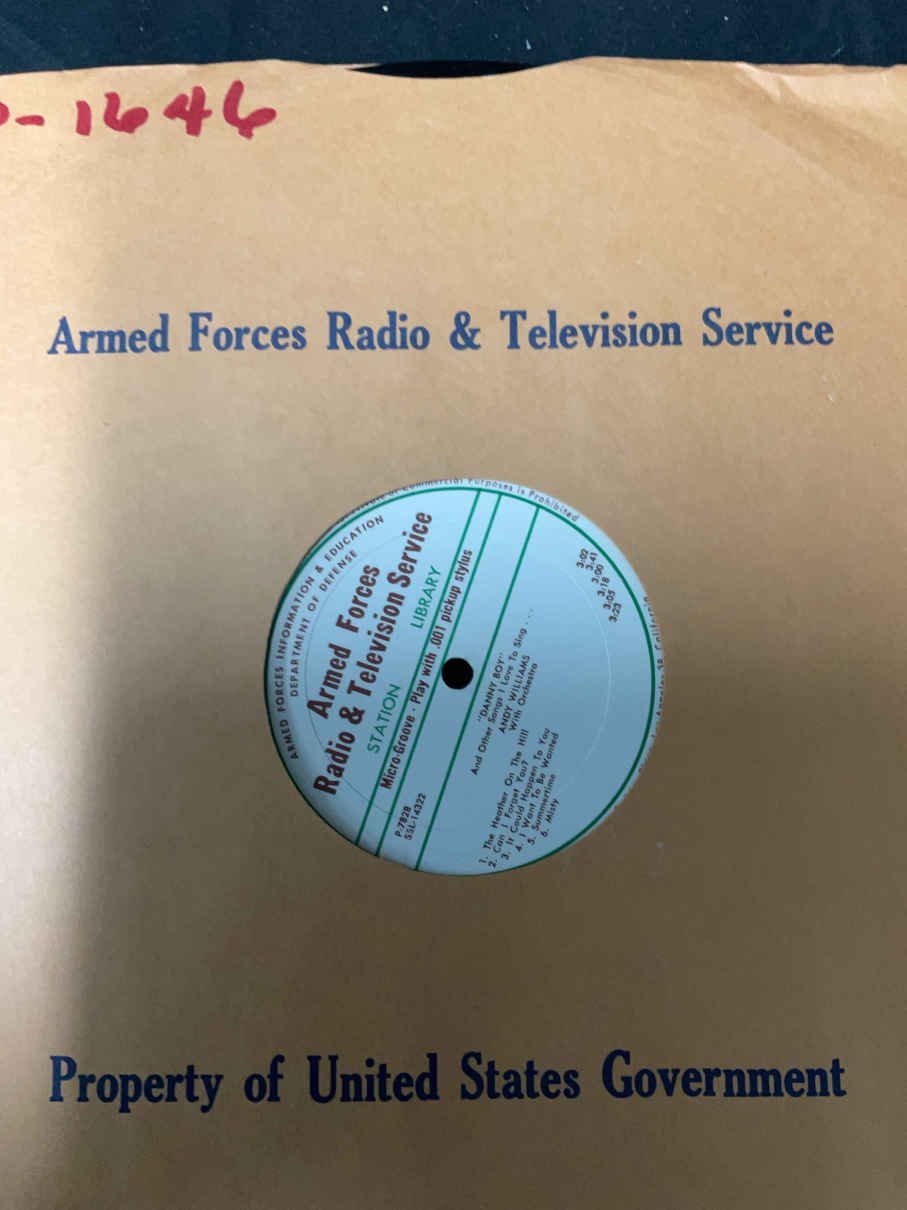 - 1646
Armed Forces Radio & Television Service
Commercial Purposes is Prohibited
ARMED FORCES INFORMATION & EDUCATION
DEPARTMENT OF DEFENSE
Armed Forces
Radio & Television Service
STATION LIBRARY
Micro-Groove - Play with .001 pickup stylus
P-7828
SSL-14322
"DANNY BOY"
And Other Songs I Love To Sing . . .
ANDY WILLIAMS
With Orchestra
1. The Heather On The Hill 3:02
2. Can I Forget You? 3:41
3. It Could Happen To You 3:00
4. I Want To Be Wanted 3:18
5. Summertime 3:05
6. Misty 3:23
Property of United States Government